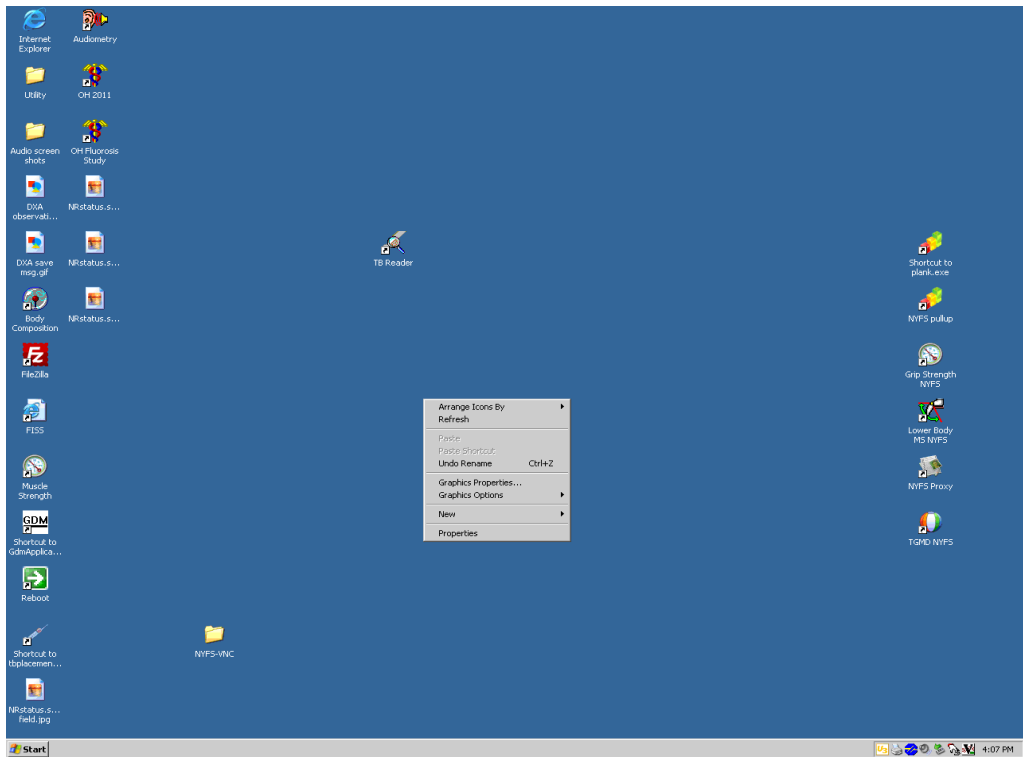 Internet
Explorer
Audiometry
Utility
OH 2011
Audio screen
shots
OH Fluorosis
Study
DXA
observati...
NRstatus.s...
DXA save
msg.gif
NRstatus.s...
TB Reader
Shortcut to
plank.exe
Body
Composition
NRstatus.s...
NYFS pullup
FileZilla
Grip Strength
NYFS
FISS
Lower Body
MS NYFS
Muscle
Strength
NYFS Proxy
GDM
Shortcut to
GdmApplica...
TGMD NYFS
Reboot
Shortcut to
tbplacemen...
NYFS-VNC
NRstatus.s...
field.jpg
Arrange Icons By
Refresh
Paste
Paste Shortcut
Undo Rename Ctrl+Z
Graphics Properties...
Graphics Options
New
Properties
Start
4:07 PM